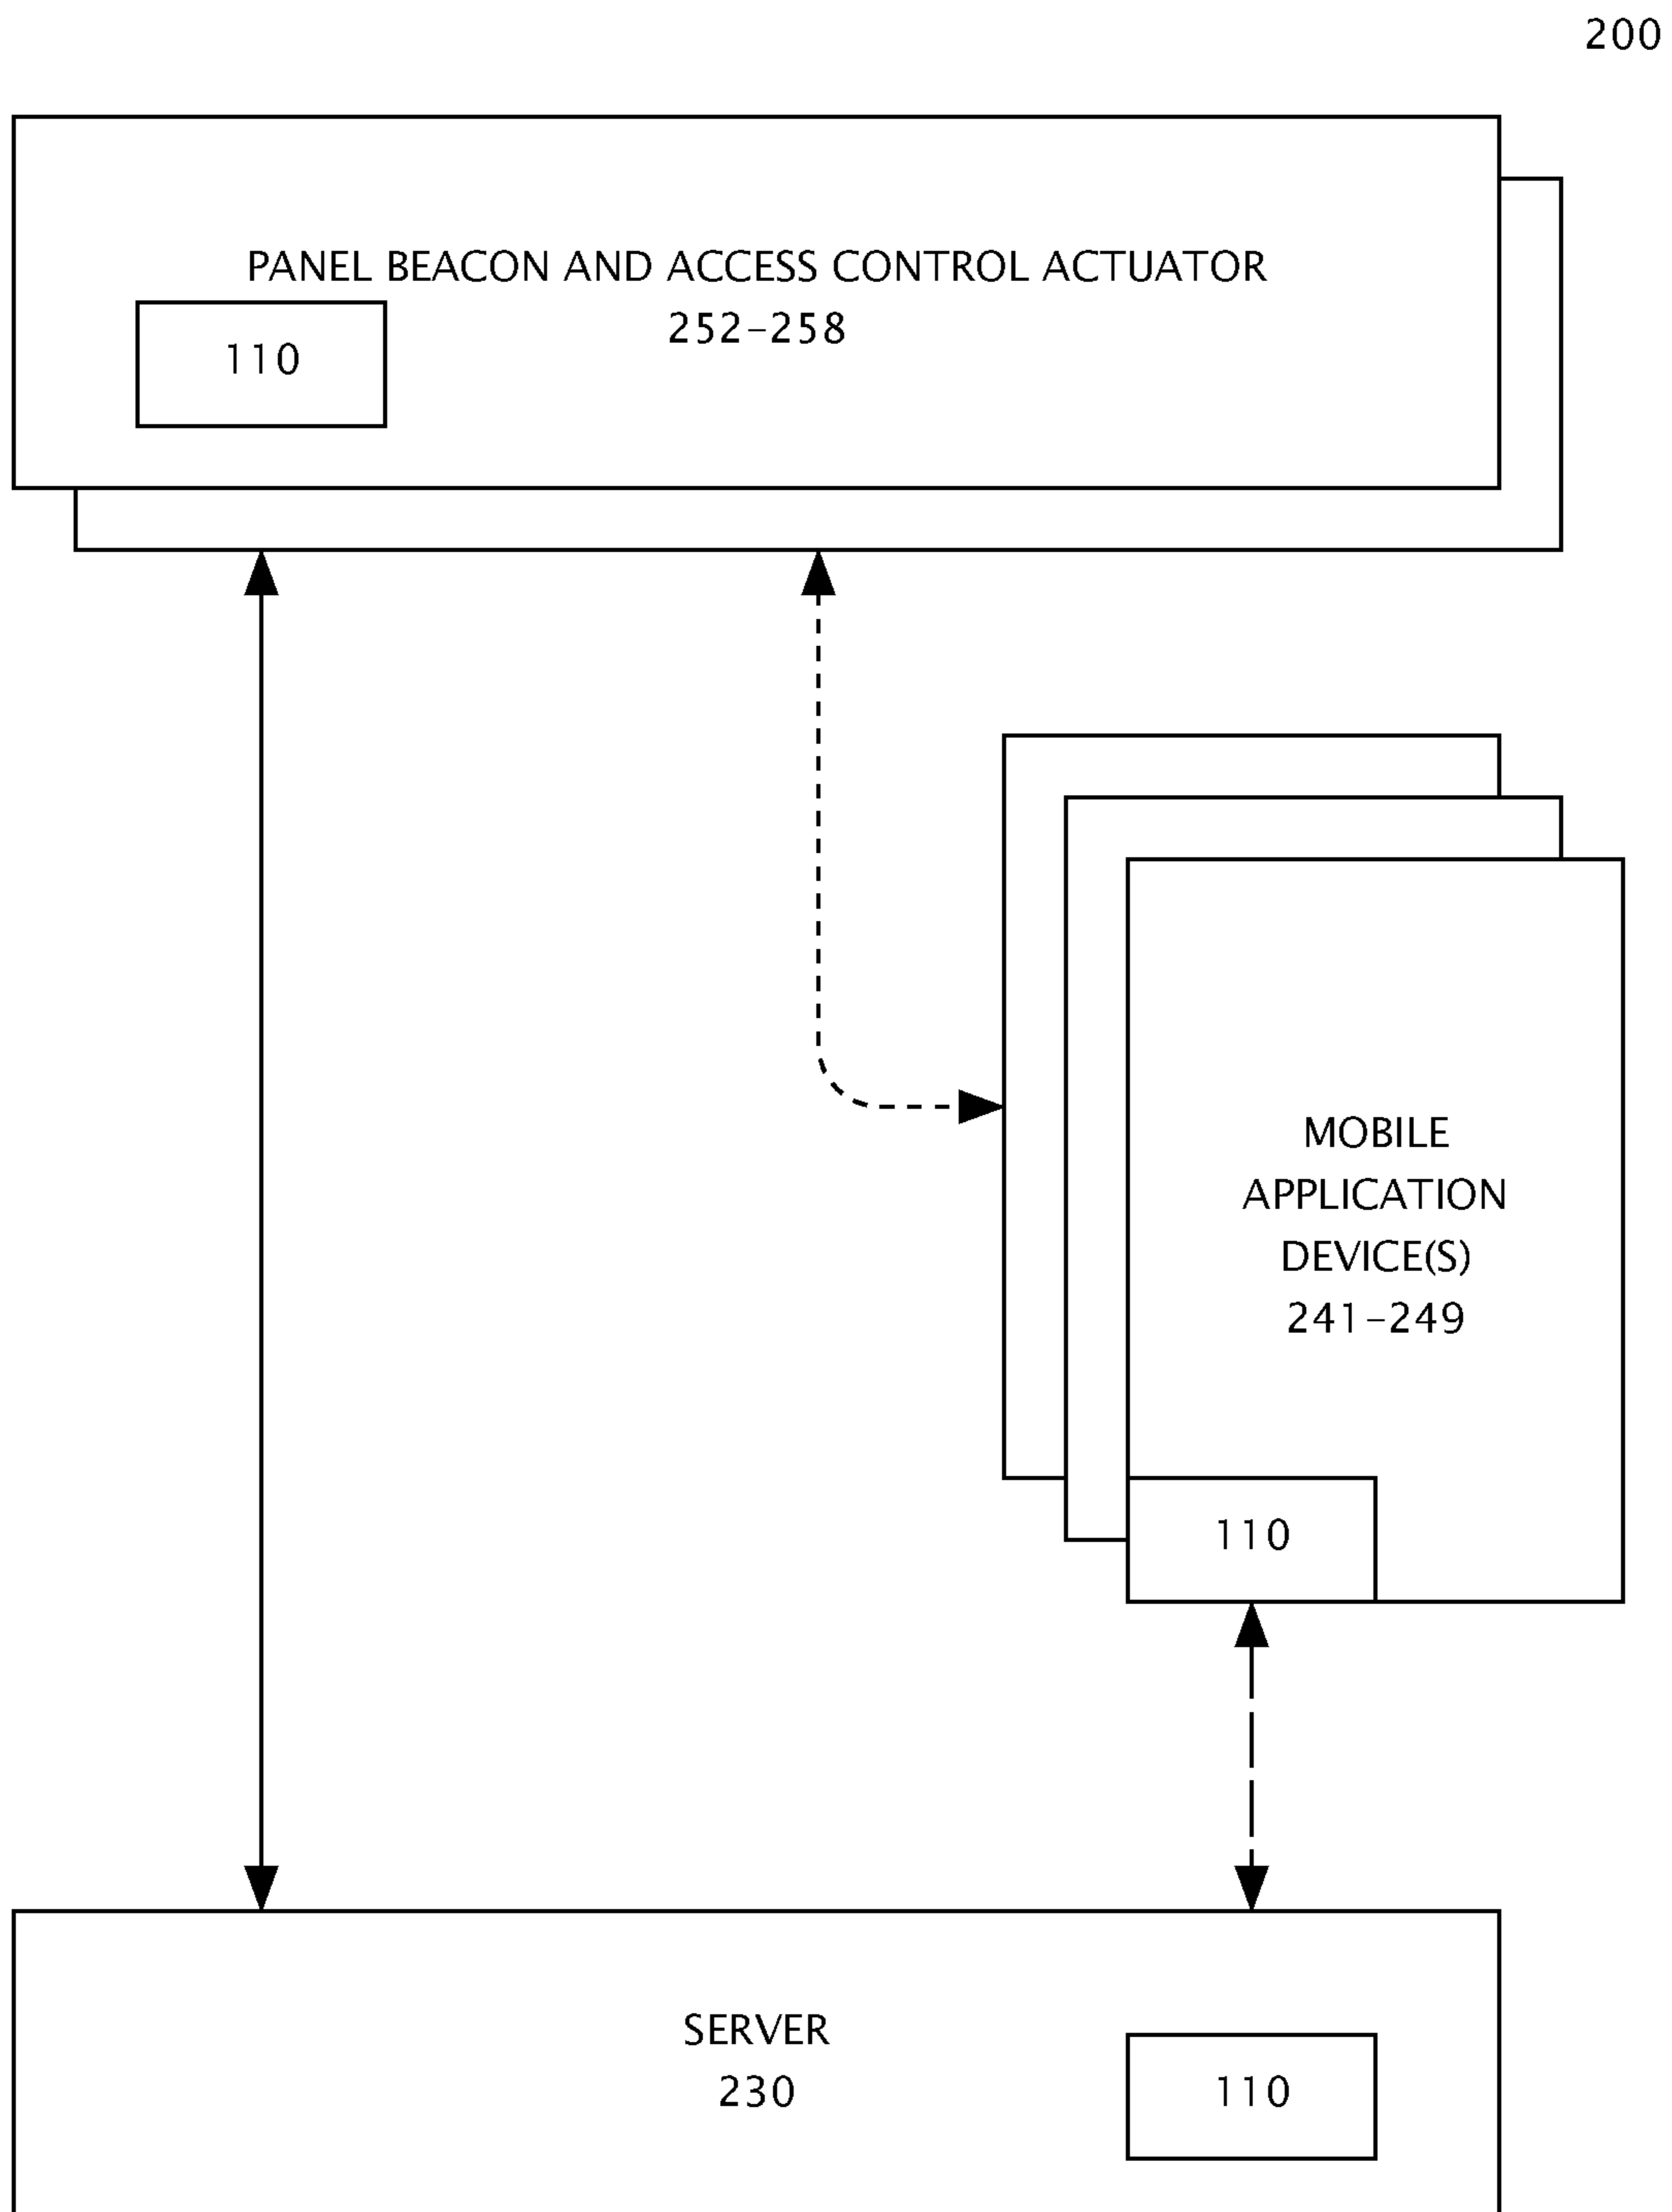 200
PANEL BEACON AND ACCESS CONTROL ACTUATOR
252-258
110
MOBILE
APPLICATION
DEVICE(S)
241-249
110
SERVER
230
110